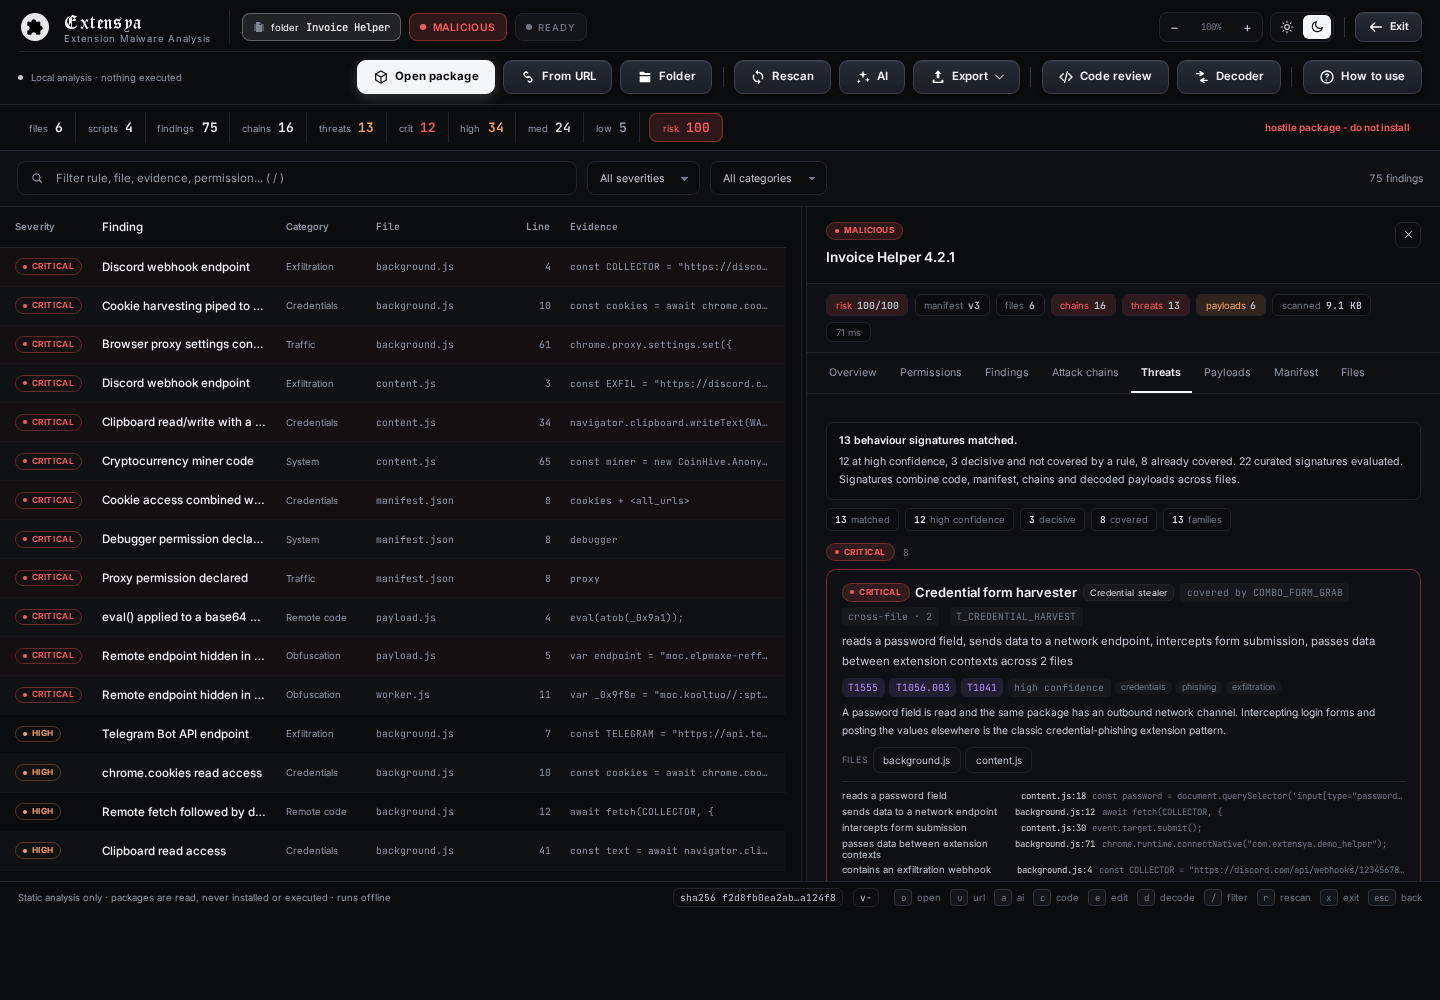 Extensya
Extension Malware Analysis
folder Invoice Helper
MALICIOUS
READY
− 100% +
Exit
Local analysis · nothing executed
Open package
From URL
Folder
Rescan
AI
Export
Code review
Decoder
How to use
files 6
scripts 4
findings 75
chains 16
threats 13
crit 12
high 34
med 24
low 5
risk 100
hostile package - do not install
Filter rule, file, evidence, permission... ( / )
All severities
All categories
75 findings
Severity Finding Category File Line Evidence
CRITICAL Discord webhook endpoint Exfiltration background.js 4 const COLLECTOR = "https://disco…
CRITICAL Cookie harvesting piped to ... Credentials background.js 10 const cookies = await chrome.coo…
CRITICAL Browser proxy settings con... Traffic background.js 61 chrome.proxy.settings.set({
CRITICAL Discord webhook endpoint Exfiltration content.js 3 const EXFIL = "https://discord.c…
CRITICAL Clipboard read/write with a ... Credentials content.js 34 navigator.clipboard.writeText(WA…
CRITICAL Cryptocurrency miner code System content.js 65 const miner = new CoinHive.Anony…
CRITICAL Cookie access combined w... Credentials manifest.json 8 cookies + <all_urls>
CRITICAL Debugger permission decla... System manifest.json 8 debugger
CRITICAL Proxy permission declared Traffic manifest.json 8 proxy
CRITICAL eval() applied to a base64 ... Remote code payload.js 4 eval(atob(_0x9a1));
CRITICAL Remote endpoint hidden in ... Obfuscation payload.js 5 var endpoint = "moc.elpmaxe-reff…
CRITICAL Remote endpoint hidden in ... Obfuscation worker.js 11 var _0x9f8e = "moc.kooltuo//:spt…
HIGH Telegram Bot API endpoint Exfiltration background.js 7 const TELEGRAM = "https://api.te…
HIGH chrome.cookies read access Credentials background.js 10 const cookies = await chrome.coo…
HIGH Remote fetch followed by d... Remote code background.js 12 await fetch(COLLECTOR, {
HIGH Clipboard read access Credentials background.js 41 const text = await navigator.cli…
MALICIOUS
Invoice Helper 4.2.1
risk 100/100
manifest v3
files 6
chains 16
threats 13
payloads 6
scanned 9.1 KB
71 ms
Overview Permissions Findings Attack chains Threats Payloads Manifest Files
13 behaviour signatures matched.
12 at high confidence, 3 decisive and not covered by a rule, 8 already covered. 22 curated signatures evaluated.
Signatures combine code, manifest, chains and decoded payloads across files.
13 matched
12 high confidence
3 decisive
8 covered
13 families
CRITICAL 8
CRITICAL Credential form harvester Credential stealer covered by COMBO_FORM_GRAB
cross-file · 2 T_CREDENTIAL_HARVEST
reads a password field, sends data to a network endpoint, intercepts form submission, passes data
between extension contexts across 2 files
T1555 T1056.003 T1041 high confidence credentials phishing exfiltration
A password field is read and the same package has an outbound network channel. Intercepting login forms and
posting the values elsewhere is the classic credential-phishing extension pattern.
FILES background.js content.js
reads a password field content.js:18 const password = document.querySelector('input[type="password…
sends data to a network endpoint background.js:12 await fetch(COLLECTOR, {
intercepts form submission content.js:30 event.target.submit();
passes data between extension contexts background.js:71 chrome.runtime.connectNative("com.extensya.demo_helper");
contains an exfiltration webhook background.js:4 const COLLECTOR = "https://discord.com/api/webhooks/12345678…
Static analysis only · packages are read, never installed or executed · runs offline
sha256 f2d8fb0ea2ab…a124f8
v-
o open u url a ai c code e edit d decode / filter r rescan x exit esc back